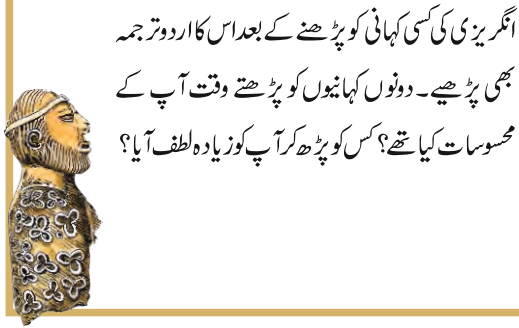 انگریزی کی کسی کہانی کو پڑھنے کے بعد اس کا اردو ترجمہ
بھی پڑھیے۔ دونوں کہانیوں کو پڑھتے وقت آپ کے
محسوسات کیا تھے؟ کس کو پڑھ کر آپ کو زیادہ لطف آیا؟